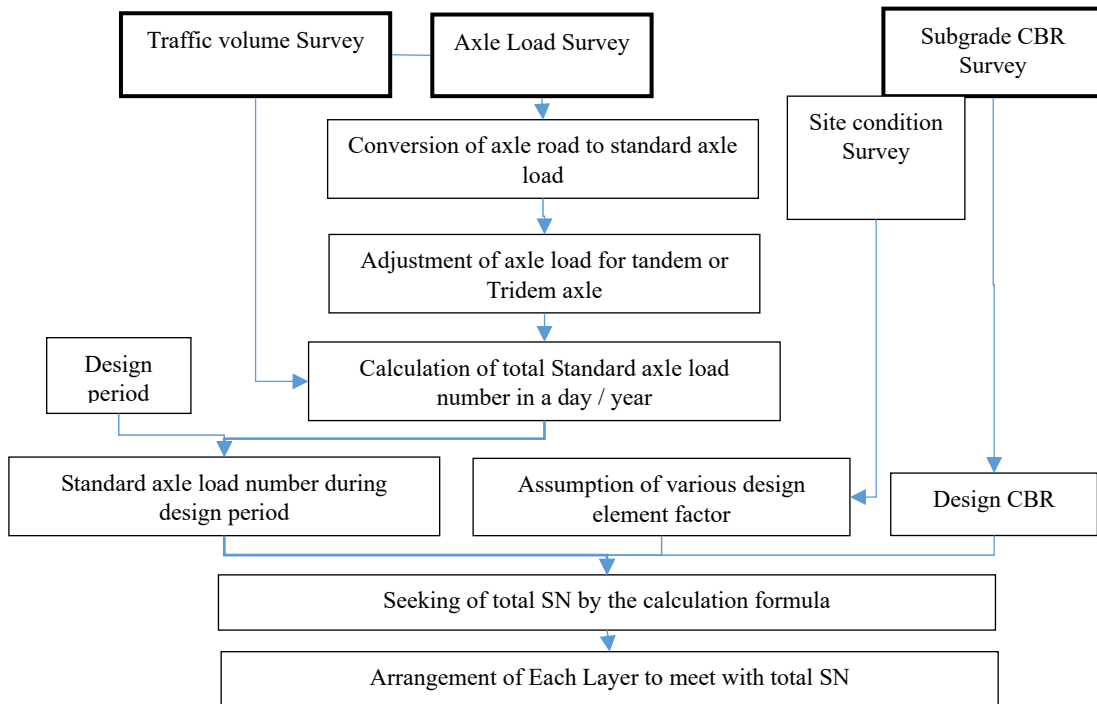 Traffic volume Survey
Axle Load Survey
Subgrade CBR
Survey
Site condition
Survey
Conversion of axle road to standard axle
load
Adjustment of axle load for tandem or
Tridem axle
Design
period
Calculation of total Standard axle load
number in a day / year
Standard axle load number during
design period
Assumption of various design
element factor
Design CBR
Seeking of total SN by the calculation formula
Arrangement of Each Layer to meet with total SN